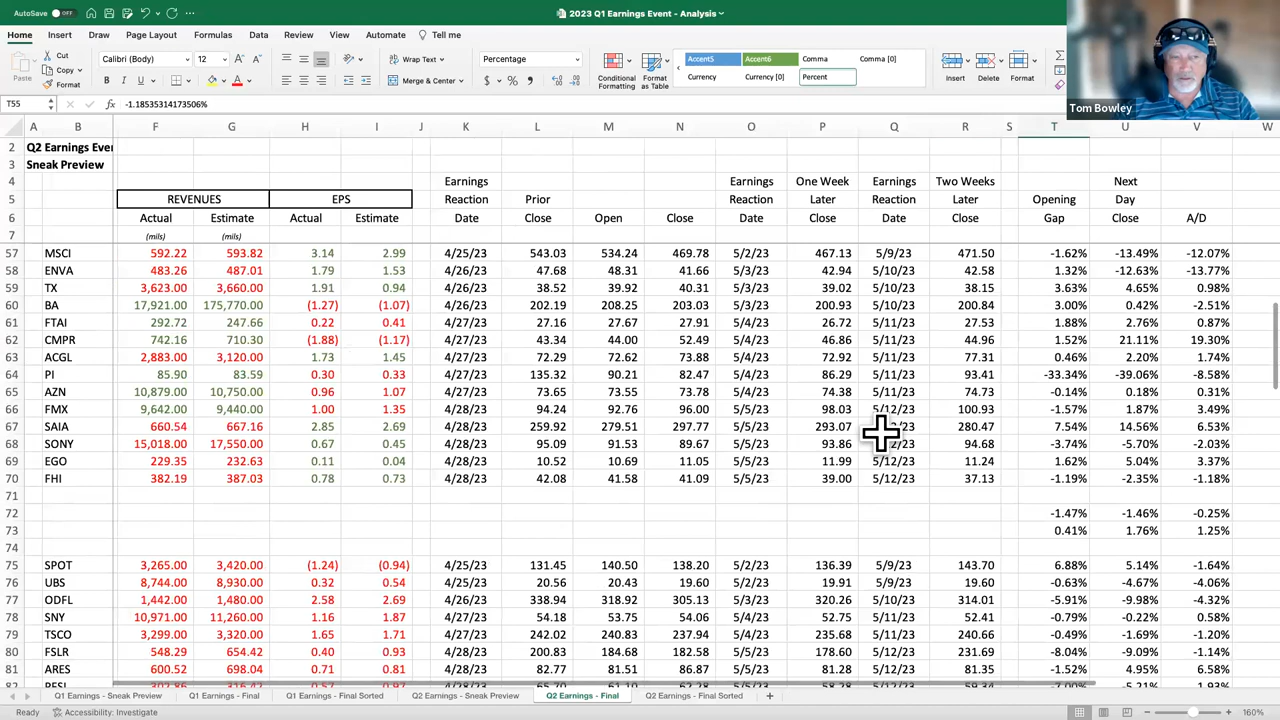 AutoSave OFF 2023 Q1 Earnings Event - Analysis
Home Insert Draw Page Layout Formulas Data Review View Automate Tell me
Paste Cut Copy Format Calibri (Body) 12 Wrap Text Merge & Center Percentage Conditional Formatting Format as Table Accent5 Accent6 Comma Comma [0] Currency Currency [0] Percent Insert Delete Format
Tom Bowley
T55 fx -1.18535314173506%
A B F G H I K L M N O P Q R S T U V W
2 Q2 Earnings Eve
3 Sneak Preview
4 Earnings Earnings One Week Earnings Two Weeks Next
5 REVENUES EPS Reaction Prior Reaction Later Reaction Later Opening Day
6 Actual Estimate Actual Estimate Date Close Open Close Date Close Date Close Gap Close A/D
7 (mils) (mils)
57 MSCI 592.22 593.82 3.14 2.99 4/25/23 543.03 534.24 469.78 5/2/23 467.13 5/9/23 471.50 -1.62% -13.49% -12.07%
58 ENVA 483.26 487.01 1.79 1.53 4/26/23 47.68 48.31 41.66 5/3/23 42.94 5/10/23 42.58 1.32% -12.63% -13.77%
59 TX 3,623.00 3,660.00 1.91 0.94 4/26/23 38.52 39.92 40.31 5/3/23 39.02 5/10/23 38.15 3.63% 4.65% 0.98%
60 BA 17,921.00 175,770.00 (1.27) (1.07) 4/26/23 202.19 208.25 203.03 5/3/23 200.93 5/10/23 200.84 3.00% 0.42% -2.51%
61 FTAI 292.72 247.66 0.22 0.41 4/27/23 27.16 27.67 27.91 5/4/23 26.72 5/11/23 27.53 1.88% 2.76% 0.87%
62 CMPR 742.16 710.30 (1.88) (1.17) 4/27/23 43.34 44.00 52.49 5/4/23 46.86 5/11/23 44.96 1.52% 21.11% 19.30%
63 ACGL 2,883.00 3,120.00 1.73 1.45 4/27/23 72.29 72.62 73.88 5/4/23 72.92 5/11/23 77.31 0.46% 2.20% 1.74%
64 PI 85.90 83.59 0.30 0.33 4/27/23 135.32 90.21 82.47 5/4/23 86.29 5/11/23 93.41 -33.34% -39.06% -8.58%
65 AZN 10,879.00 10,750.00 0.96 1.07 4/27/23 73.65 73.55 73.78 5/4/23 74.38 5/11/23 74.73 -0.14% 0.18% 0.31%
66 FMX 9,642.00 9,440.00 1.00 1.35 4/28/23 94.24 92.76 96.00 5/5/23 98.03 5/12/23 100.93 -1.57% 1.87% 3.49%
67 SAIA 660.54 667.16 2.85 2.69 4/28/23 259.92 279.51 297.77 5/5/23 293.07 280.47 7.54% 14.56% 6.53%
68 SONY 15,018.00 17,550.00 0.67 0.45 4/28/23 95.09 91.53 89.67 5/5/23 93.86 94.68 -3.74% -5.70% -2.03%
69 EGO 229.35 232.63 0.11 0.04 4/28/23 10.52 10.69 11.05 5/5/23 11.99 5/12/23 11.24 1.62% 5.04% 3.37%
70 FHI 382.19 387.03 0.78 0.73 4/28/23 42.08 41.58 41.09 5/5/23 39.00 5/12/23 37.13 -1.19% -2.35% -1.18%
71
72 -1.47% -1.46% -0.25%
73 0.41% 1.76% 1.25%
74
75 SPOT 3,265.00 3,420.00 (1.24) (0.94) 4/25/23 131.45 140.50 138.20 5/2/23 136.39 5/9/23 143.70 6.88% 5.14% -1.64%
76 UBS 8,744.00 8,930.00 0.32 0.54 4/25/23 20.56 20.43 19.60 5/2/23 19.91 5/9/23 19.60 -0.63% -4.67% -4.06%
77 ODFL 1,442.00 1,480.00 2.58 2.69 4/26/23 338.94 318.92 305.13 5/3/23 320.26 5/10/23 314.01 -5.91% -9.98% -4.32%
78 SNY 10,971.00 11,260.00 1.16 1.87 4/27/23 54.18 53.75 54.06 5/4/23 52.75 5/11/23 52.41 -0.79% -0.22% 0.58%
79 TSCO 3,299.00 3,320.00 1.65 1.71 4/27/23 242.02 240.83 237.94 5/4/23 235.68 5/11/23 240.66 -0.49% -1.69% -1.20%
80 FSLR 548.29 654.42 0.40 0.93 4/28/23 200.83 184.68 182.58 5/5/23 178.60 5/12/23 231.69 -8.04% -9.09% -1.14%
81 ARES 600.52 698.04 0.71 0.81 4/28/23 82.77 81.51 86.87 5/5/23 81.28 5/12/23 81.35 -1.52% 4.95% 6.58%
Q1 Earnings - Sneak Preview Q1 Earnings - Final Q1 Earnings - Final Sorted Q2 Earnings - Sneak Preview Q2 Earnings - Final Q2 Earnings - Final Sorted +
Ready Accessibility: Investigate 160%